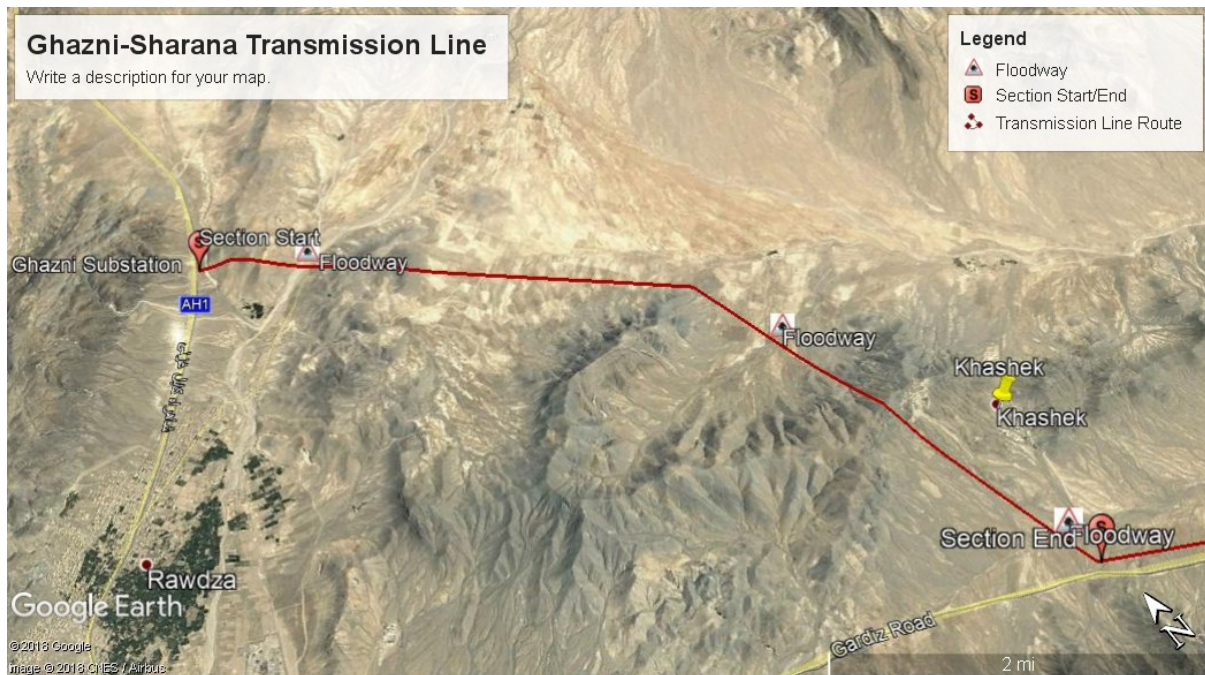 Ghazni-Sharana Transmission Line
Write a description for your map.
Legend
Floodway
Section Start/End
Transmission Line Route
S
S
Section Start
Ghazni Substation
Floodway
AH1
Floodway
Khashek
Khashek
S
Section End
Floodway
Rawdza
Google Earth
Gardiz Road
N
©2018 Google
Image © 2018 CNES / Airbus
2 mi